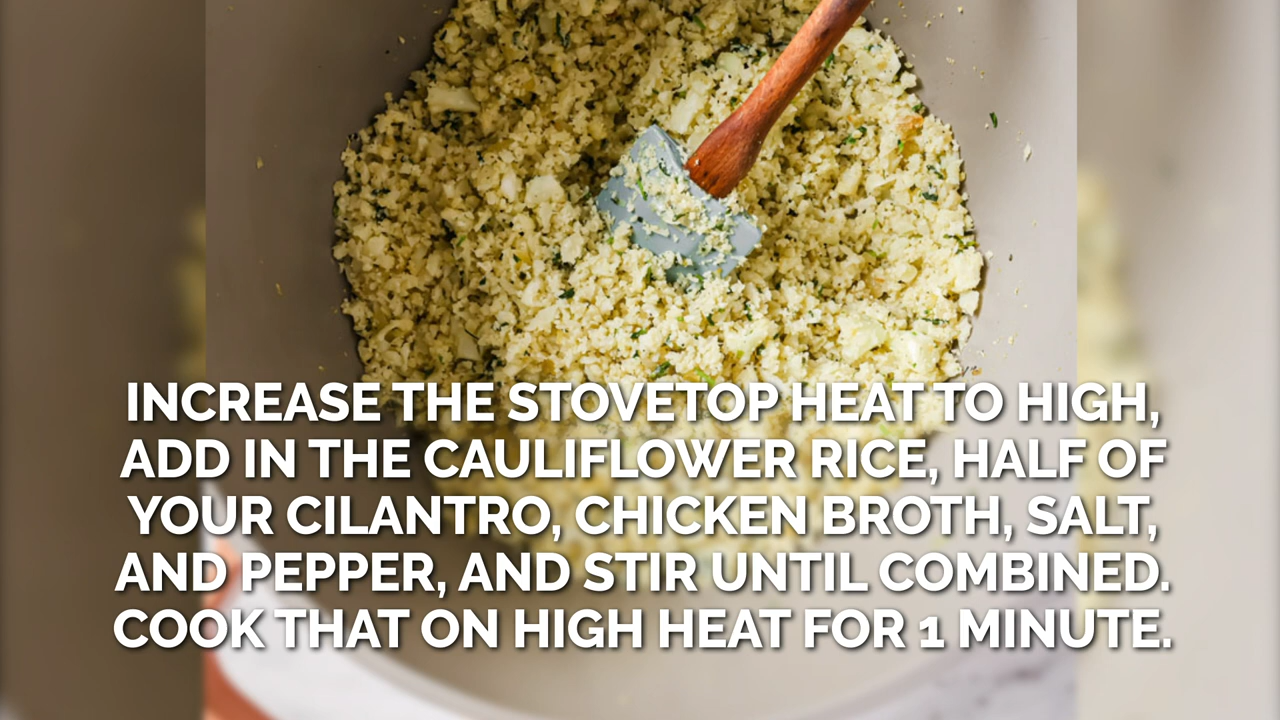 INCREASE THE STOVETOP HEAT TO HIGH,
ADD IN THE CAULIFLOWER RICE, HALF OF
YOUR CILANTRO, CHICKEN BROTH, SALT,
AND PEPPER, AND STIR UNTIL COMBINED.
COOK THAT ON HIGH HEAT FOR 1 MINUTE.